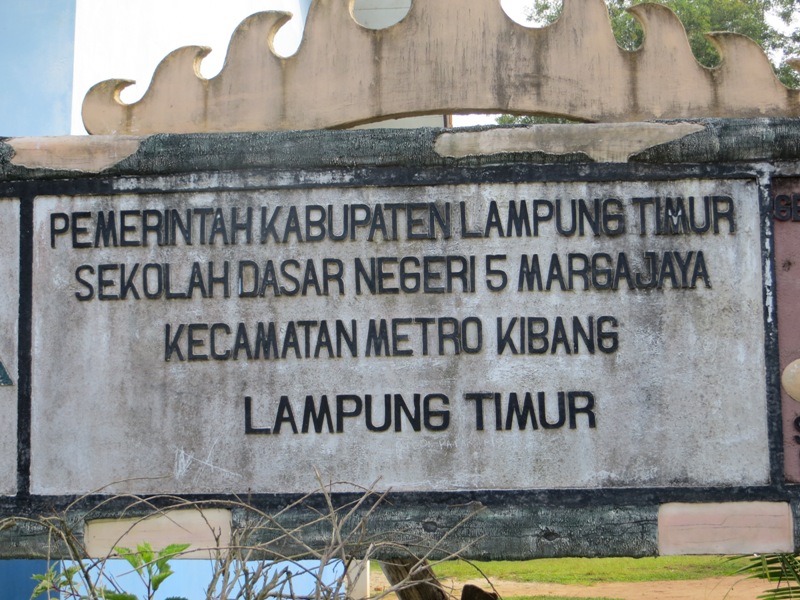 PEMERINTAH KABUPATEN LAMPUNG TIMUR
SEKOLAH DASAR NEGERI 5 MARGAJAYA
KECAMATAN METRO KIBANG
LAMPUNG TIMUR